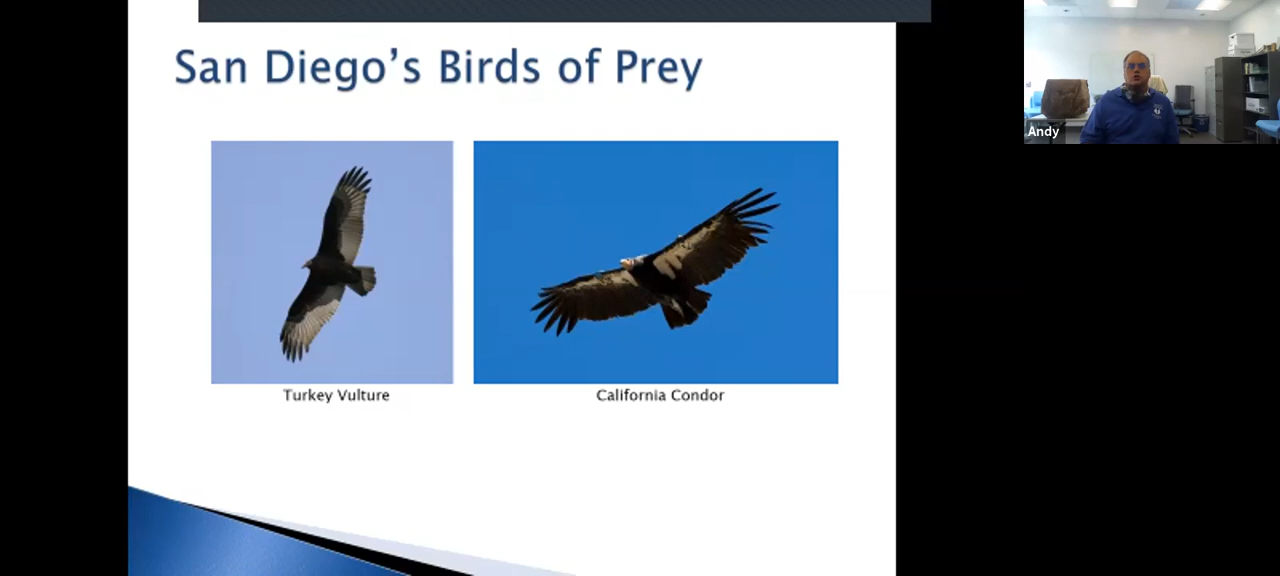 San Diego’s Birds of Prey
Andy
Turkey Vulture
California Condor